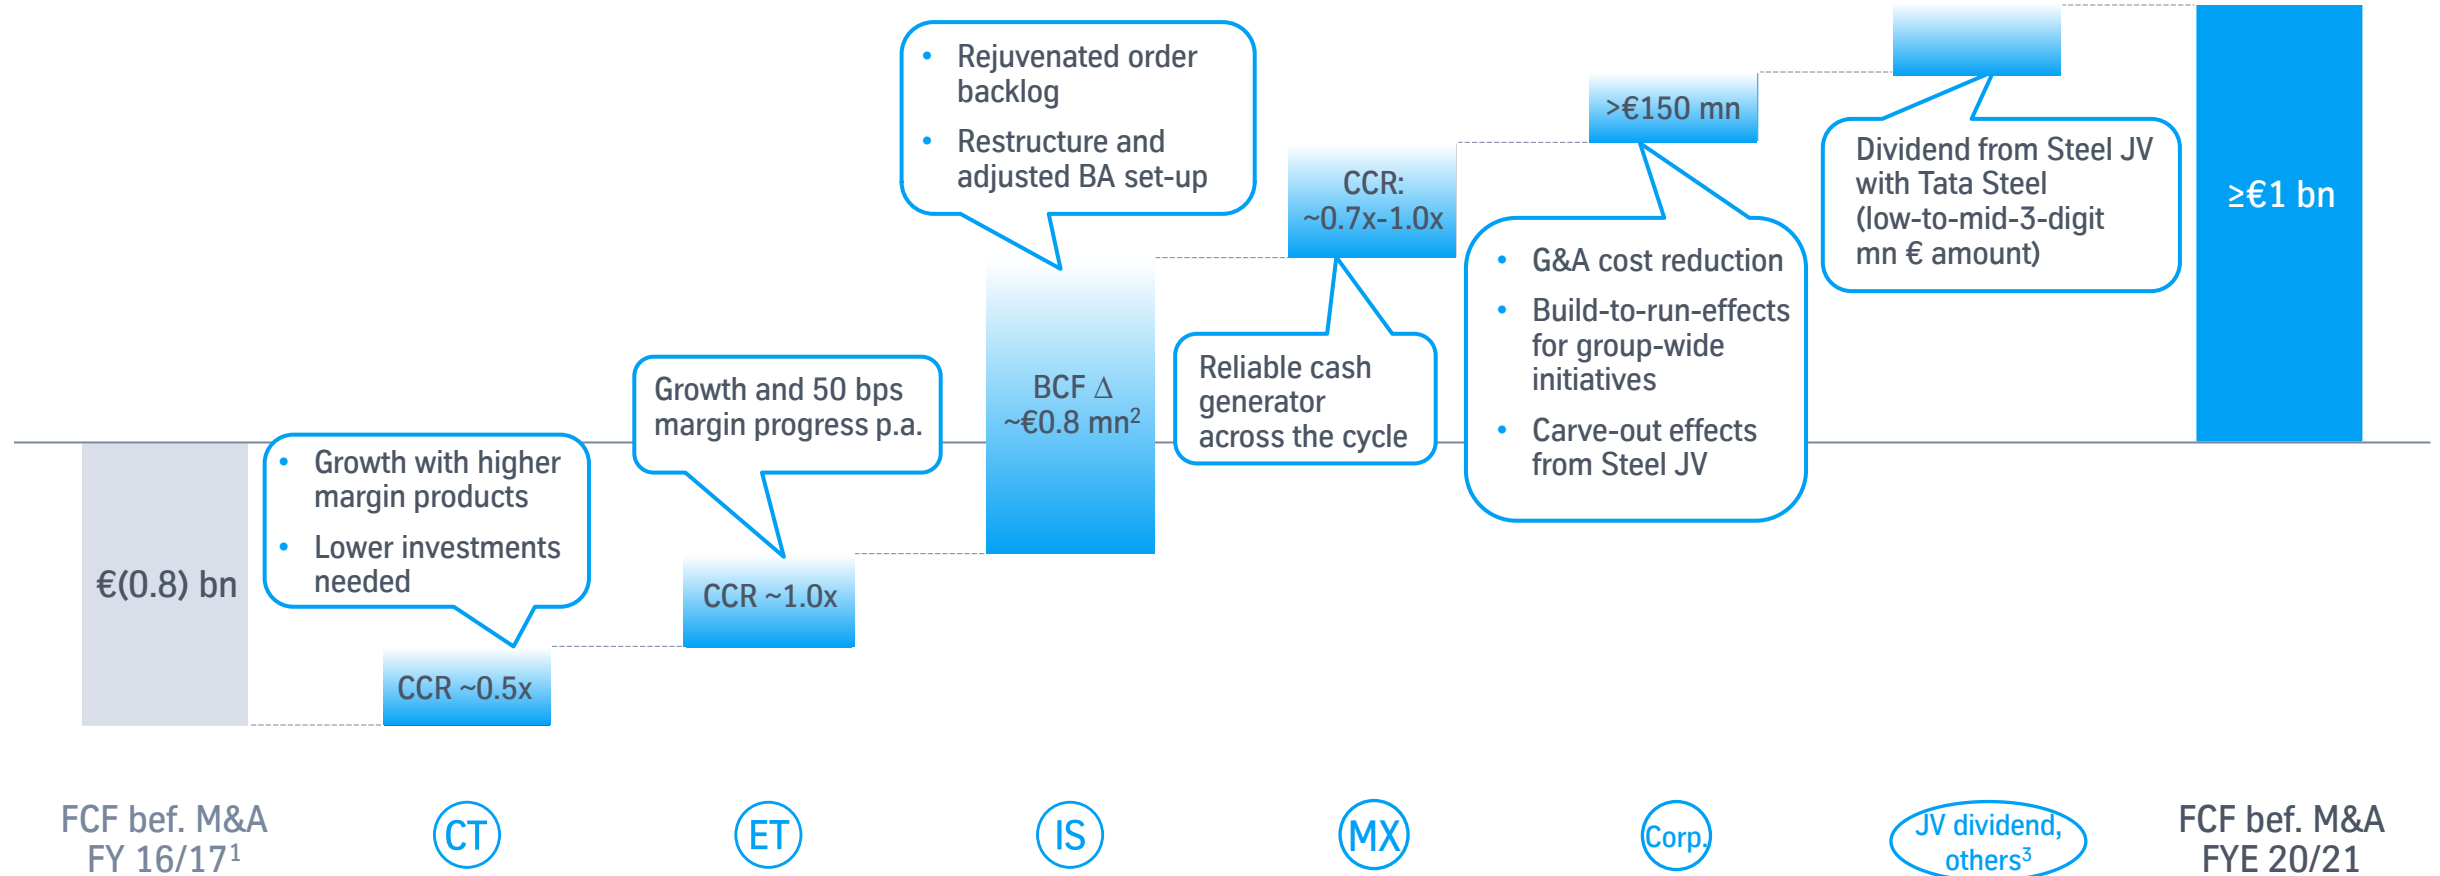 • Rejuvenated order
backlog
• Restructure and
adjusted BA set-up
>€150 mn
Dividend from Steel JV
with Tata Steel
(low-to-mid-3-digit
mn € amount)
≥€1 bn
CCR:
~0.7x-1.0x
• G&A cost reduction
• Build-to-run-effects
for group-wide
initiatives
• Carve-out effects
from Steel JV
Reliable cash
generator
across the cycle
Growth and 50 bps
margin progress p.a.
BCF Δ
~€0.8 mn²
• Growth with higher
margin products
• Lower investments
needed
€(0.8) bn
CCR ~1.0x
CCR ~0.5x
FCF bef. M&A
FY 16/17¹
CT
ET
IS
MX
Corp.
JV dividend,
others³
FCF bef. M&A
FYE 20/21